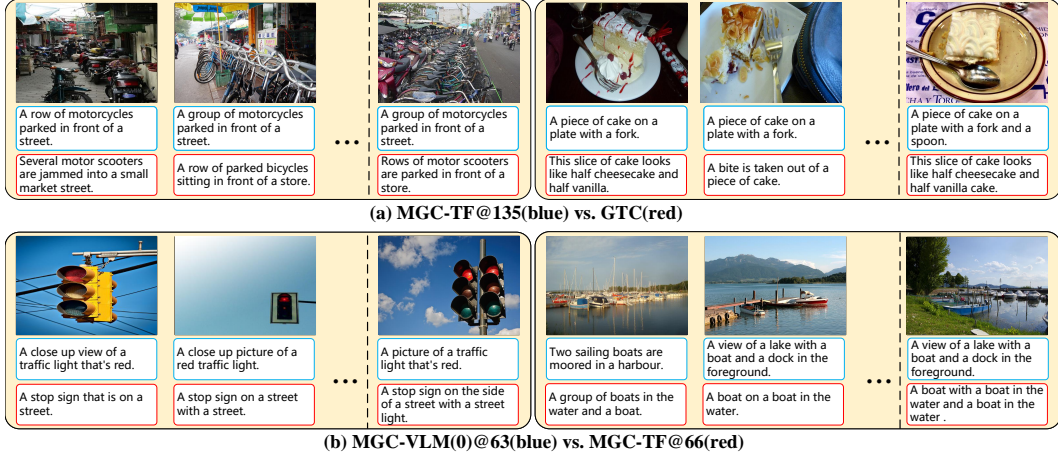 A row of motorcycles
parked in front of a
street.
A group of motorcycles
parked in front of a
street.
A group of motorcycles
parked in front of a
street.
Several motor scooters
are jammed into a small
market street.
A row of parked bicycles
sitting in front of a store.
Rows of motor scooters
are parked in front of a
store.
A piece of cake on a
plate with a fork.
A piece of cake on a
plate with a fork.
A piece of cake on a
plate with a fork and a
spoon.
This slice of cake looks
like half cheesecake and
half vanilla.
A bite is taken out of a
piece of cake.
This slice of cake looks
like half cheesecake and
half vanilla cake.
(a) MGC-TF@135(blue) vs. GTC(red)
A close up view of a
traffic light that's red.
A close up picture of a
red traffic light.
A picture of a traffic
light that's red.
A stop sign that is on a
street.
A stop sign on a street
with a street.
A stop sign on the side
of a street with a street
light.
Two sailing boats are
moored in a harbour.
A view of a lake with a
boat and a dock in the
foreground.
A view of a lake with a
boat and a dock in the
foreground.
A group of boats in the
water and a boat.
A boat on a boat in the
water.
A boat with a boat in the
water and a boat in the
water .
(b) MGC-VLM(0)@63(blue) vs. MGC-TF@66(red)